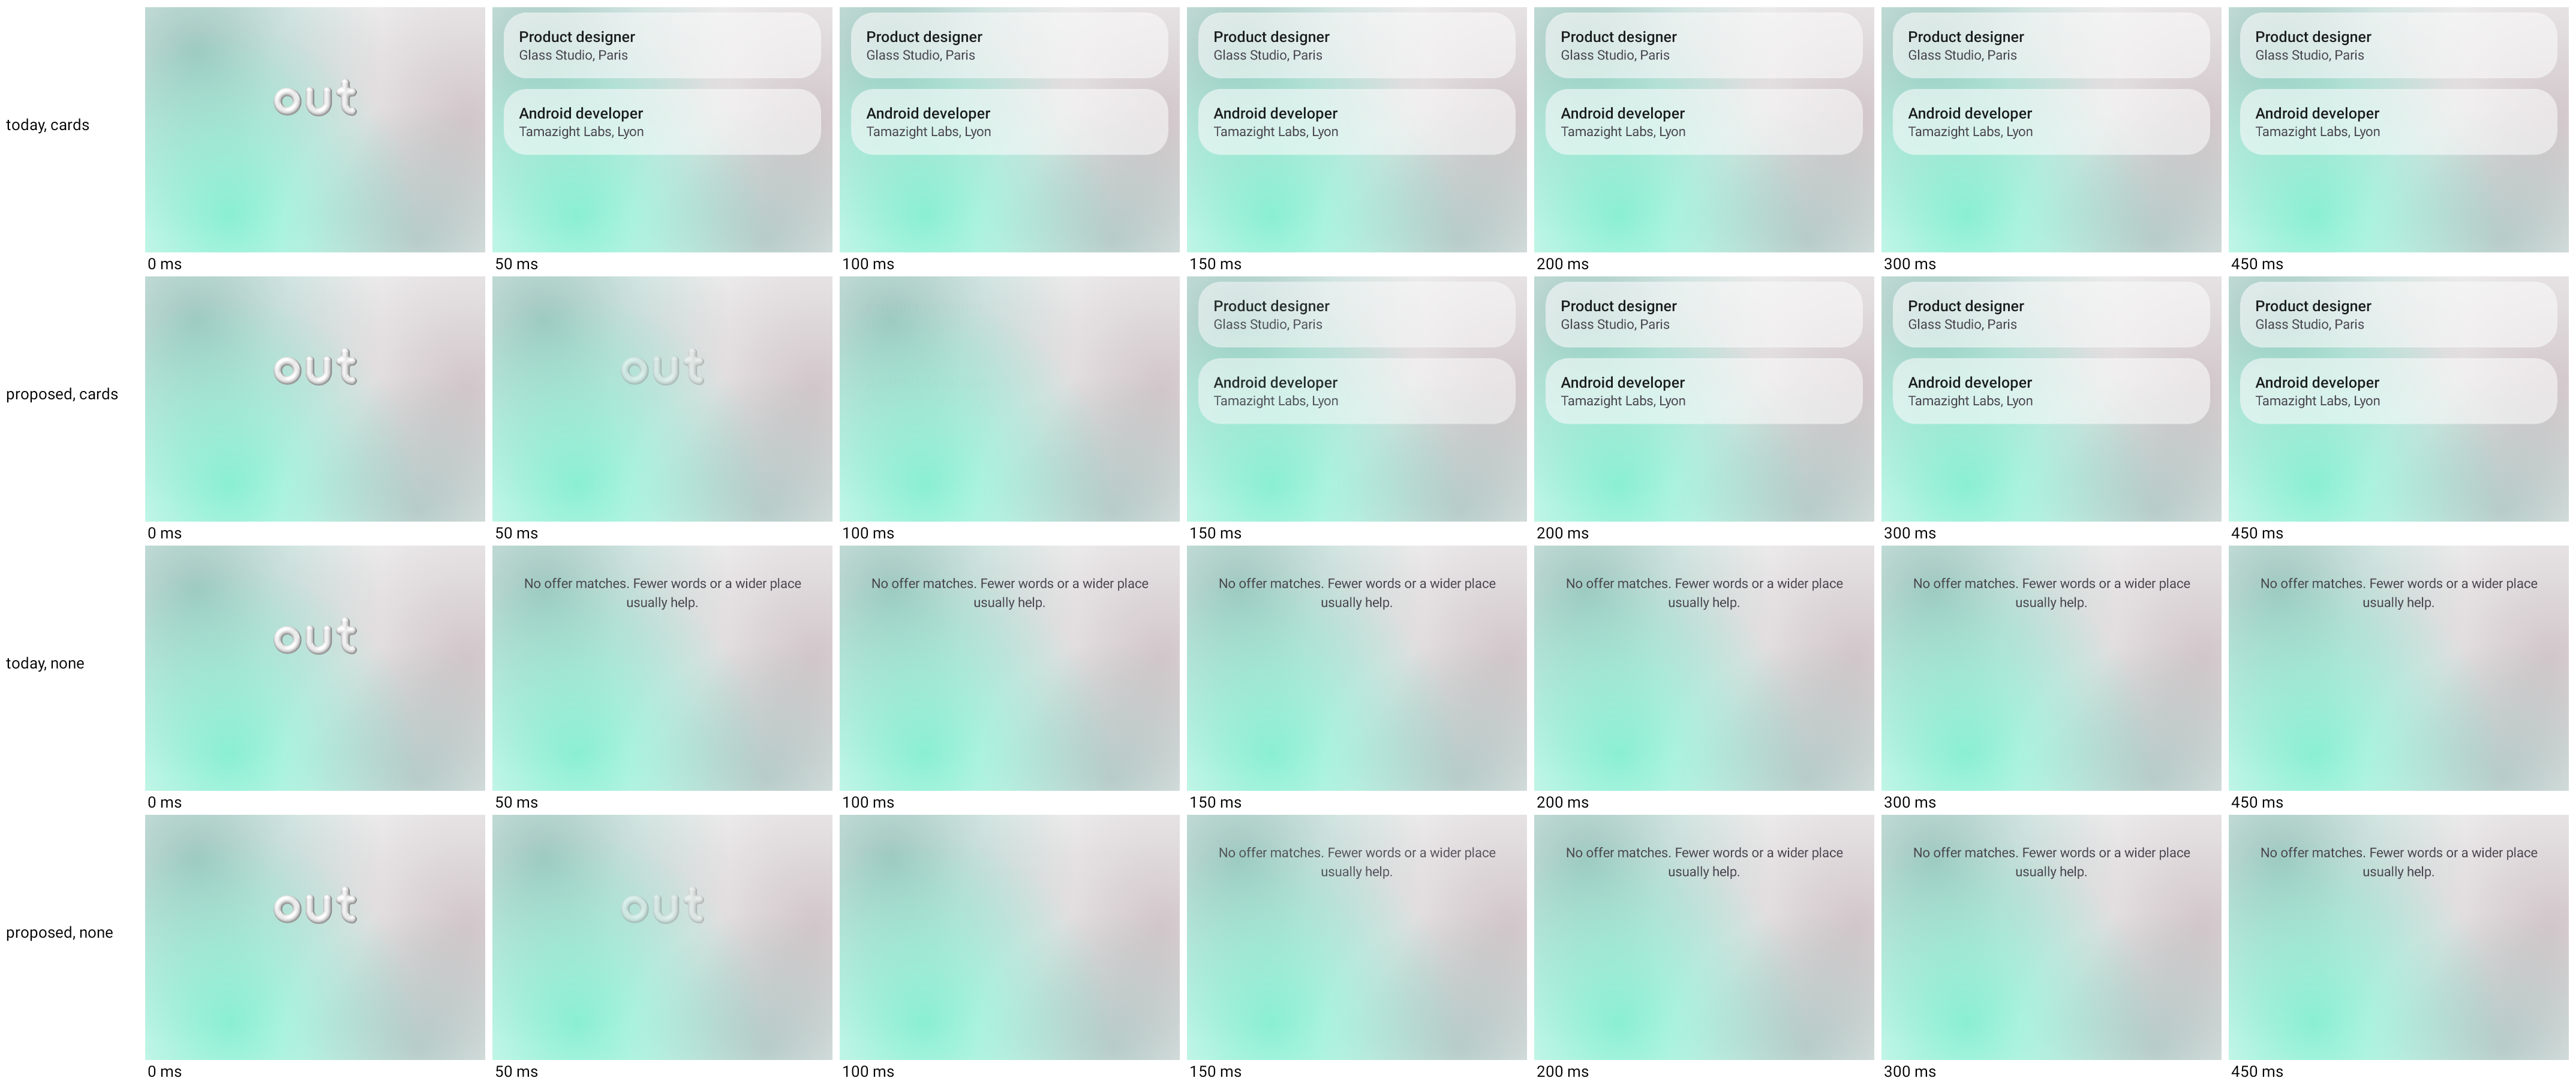 today, cards
out
Product designer
Glass Studio, Paris
Android developer
Tamazight Labs, Lyon
Product designer
Glass Studio, Paris
Android developer
Tamazight Labs, Lyon
Product designer
Glass Studio, Paris
Android developer
Tamazight Labs, Lyon
Product designer
Glass Studio, Paris
Android developer
Tamazight Labs, Lyon
Product designer
Glass Studio, Paris
Android developer
Tamazight Labs, Lyon
Product designer
Glass Studio, Paris
Android developer
Tamazight Labs, Lyon
0 ms
50 ms
100 ms
150 ms
200 ms
300 ms
450 ms
proposed, cards
out
out
Product designer
Glass Studio, Paris
Android developer
Tamazight Labs, Lyon
Product designer
Glass Studio, Paris
Android developer
Tamazight Labs, Lyon
Product designer
Glass Studio, Paris
Android developer
Tamazight Labs, Lyon
Product designer
Glass Studio, Paris
Android developer
Tamazight Labs, Lyon
0 ms
50 ms
100 ms
150 ms
200 ms
300 ms
450 ms
today, none
out
No offer matches. Fewer words or a wider place
usually help.
No offer matches. Fewer words or a wider place
usually help.
No offer matches. Fewer words or a wider place
usually help.
No offer matches. Fewer words or a wider place
usually help.
No offer matches. Fewer words or a wider place
usually help.
No offer matches. Fewer words or a wider place
usually help.
0 ms
50 ms
100 ms
150 ms
200 ms
300 ms
450 ms
proposed, none
out
out
No offer matches. Fewer words or a wider place
usually help.
No offer matches. Fewer words or a wider place
usually help.
No offer matches. Fewer words or a wider place
usually help.
No offer matches. Fewer words or a wider place
usually help.
0 ms
50 ms
100 ms
150 ms
200 ms
300 ms
450 ms